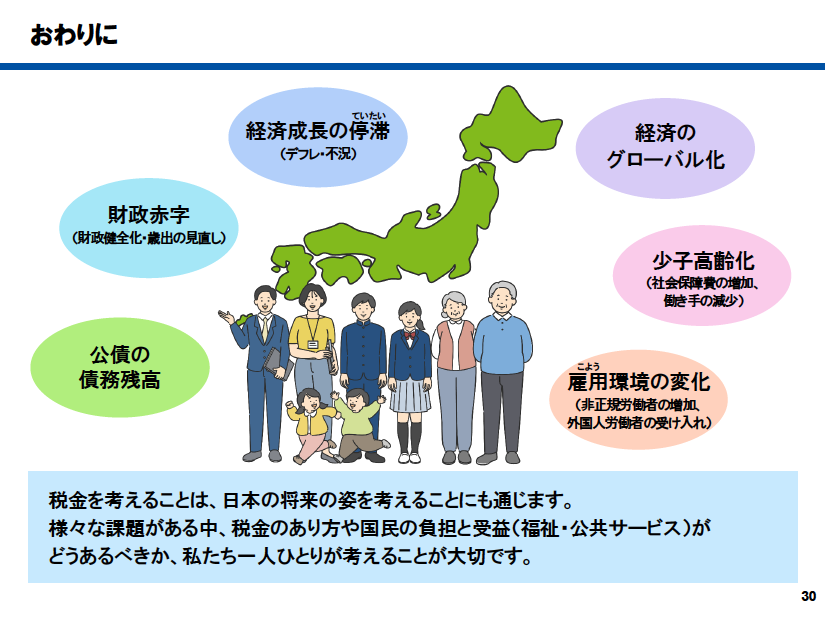 おわりに
ていたい
経済成長の停滞
（デフレ・不況）
経済の
グローバル化
財政赤字
（財政健全化・歳出の見直し）
少子高齢化
（社会保障費の増加、
働き手の減少）
公債の
債務残高
こよう
雇用環境の変化
（非正規労働者の増加、
外国人労働者の受け入れ）
税金を考えることは、日本の将来の姿を考えることにも通じます。
様々な課題がある中、税金のあり方や国民の負担と受益（福祉・公共サービス）が
どうあるべきか、私たち一人ひとりが考えることが大切です。
30